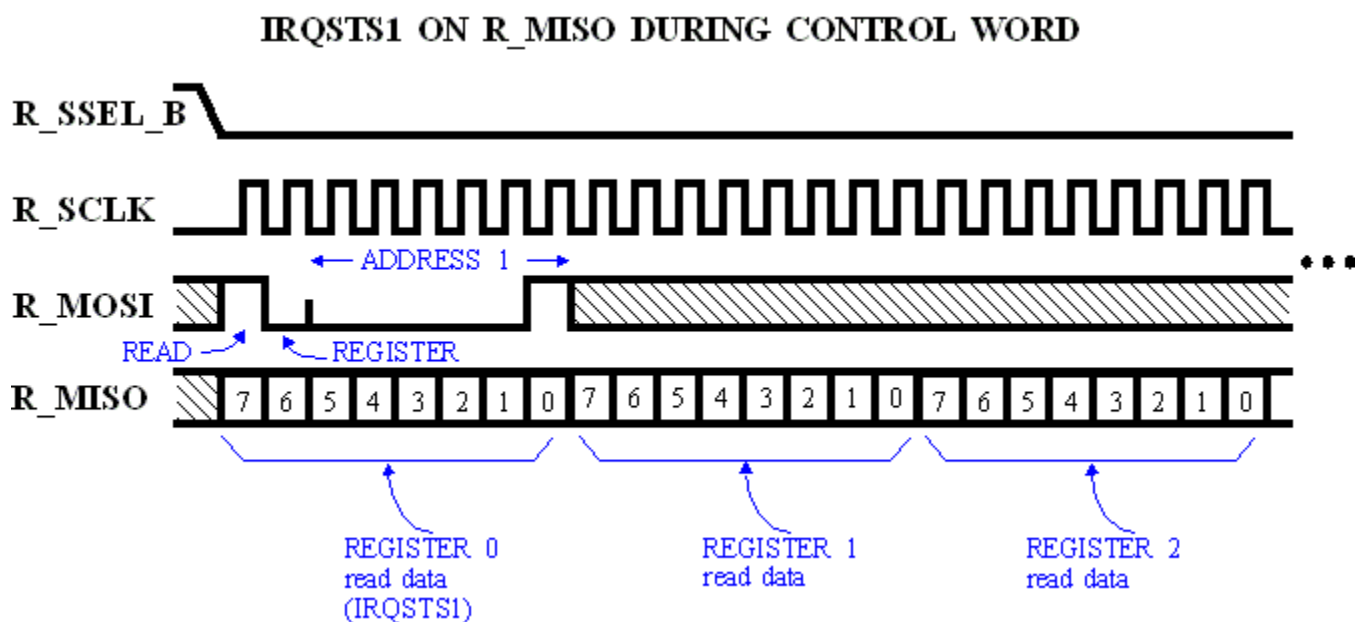 IRQSTS1 ON R_MISO DURING CONTROL WORD
R_SSEL_B
R_SCLK
ADDRESS 1
R_MOSI
READ
REGISTER
R_MISO
7 6 5 4 3 2 1 0 7 6 5 4 3 2 1 0 7 6 5 4 3 2 1 0
REGISTER 0
read data
(IRQSTS1)
REGISTER 1
read data
REGISTER 2
read data